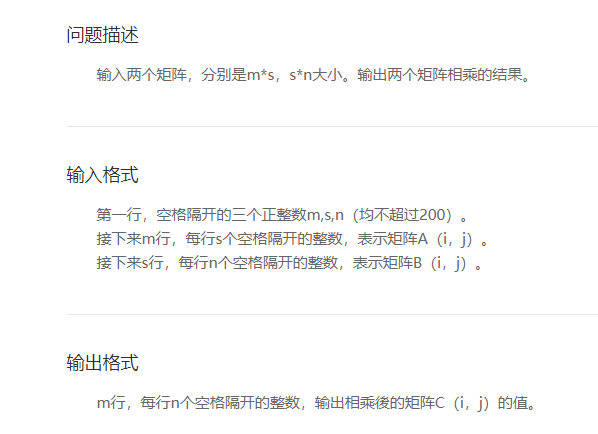 问题描述
输入两个矩阵，分别是m*s，s*n大小。输出两个矩阵相乘的结果。
输入格式
第一行，空格隔开的三个正整数m,s,n（均不超过200）。
接下来m行，每行s个空格隔开的整数，表示矩阵A（i，j）。
接下来s行，每行n个空格隔开的整数，表示矩阵B（i，j）。
输出格式
m行，每行n个空格隔开的整数，输出相乘後的矩阵C（i，j）的值。